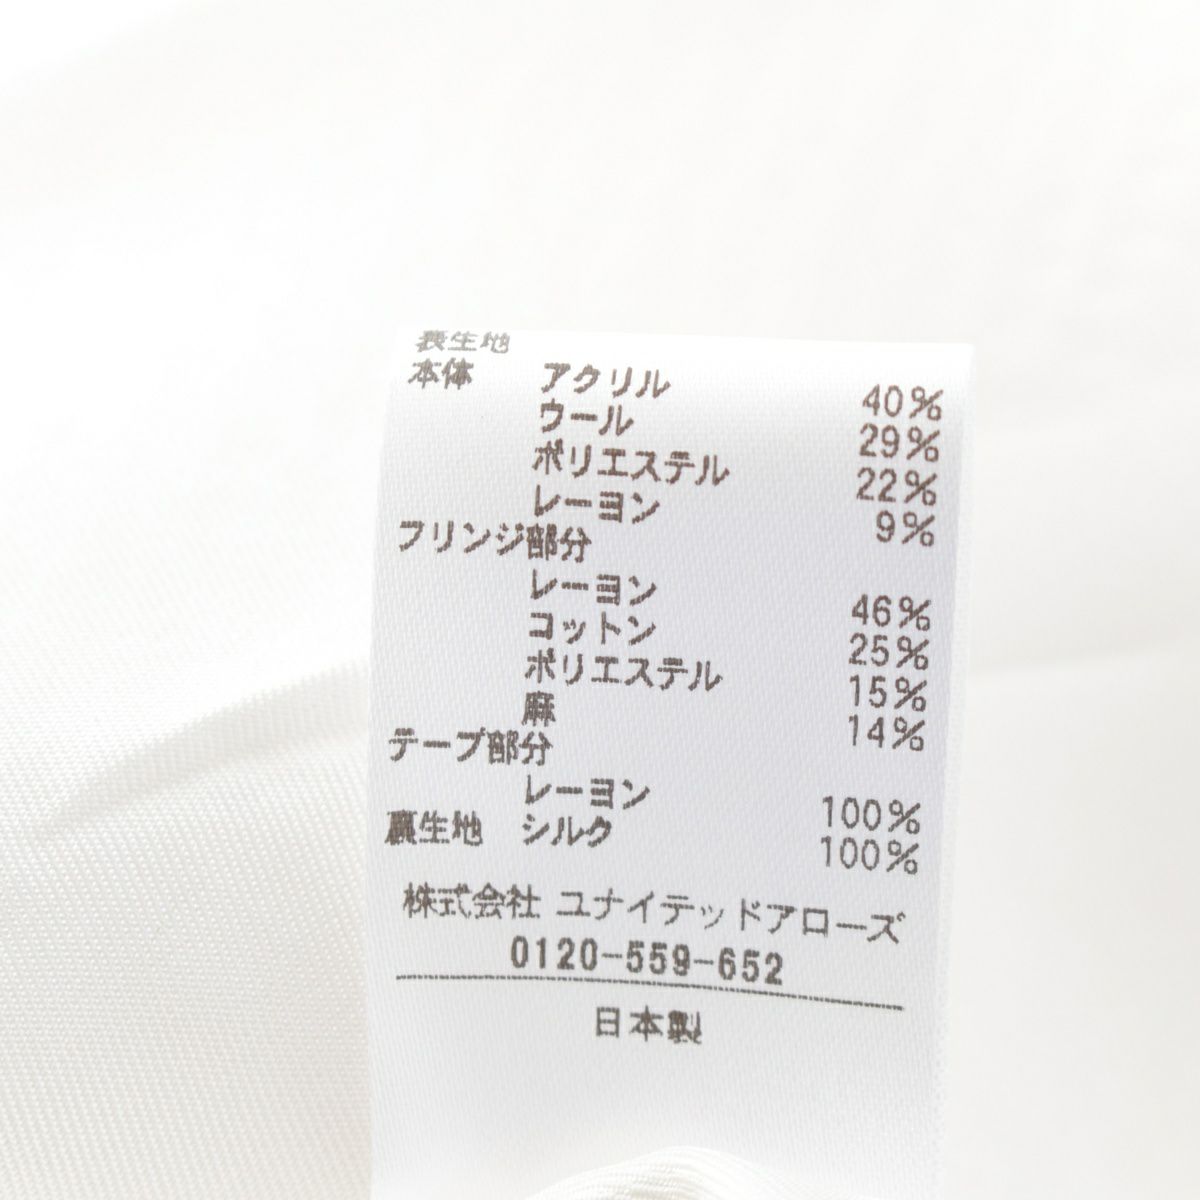 表生地
本体 アクリル 40%
ウール 29%
ポリエステル 22%
レーヨン 9%
フリンジ部分
レーヨン 46%
コットン 25%
ポリエステル 15%
麻 14%
テープ部分
レーヨン 100%
裏生地 シルク 100%
株式会社 ユナイテッドアローズ
0120-559-652
日本製